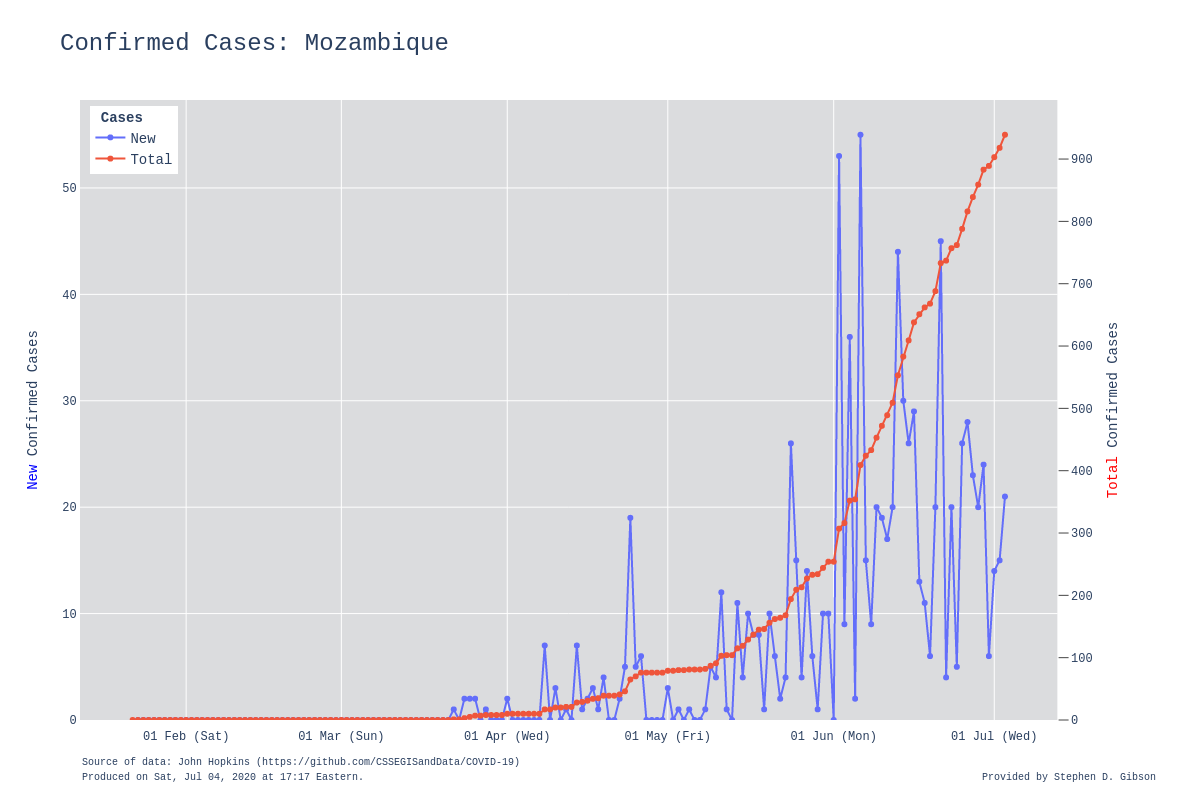 Confirmed Cases: Mozambique
Cases
New
Total
50
40
30
20
10
0
900
800
700
600
500
400
300
200
100
0
New Confirmed Cases
Total Confirmed Cases
01 Feb (Sat) 01 Mar (Sun) 01 Apr (Wed) 01 May (Fri) 01 Jun (Mon) 01 Jul (Wed)
Source of data: John Hopkins (https://github.com/CSSEGISandData/COVID-19)
Produced on Sat, Jul 04, 2020 at 17:17 Eastern.
Provided by Stephen D. Gibson